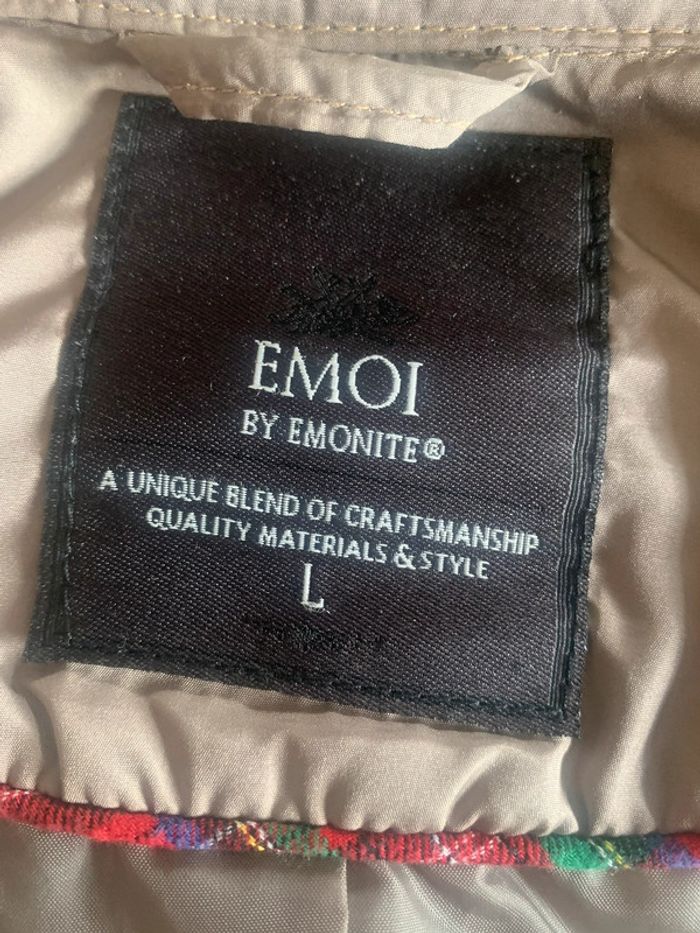 EMOI
BY EMONITE®
A UNIQUE BLEND OF CRAFTSMANSHIP
QUALITY MATERIALS & STYLE
L